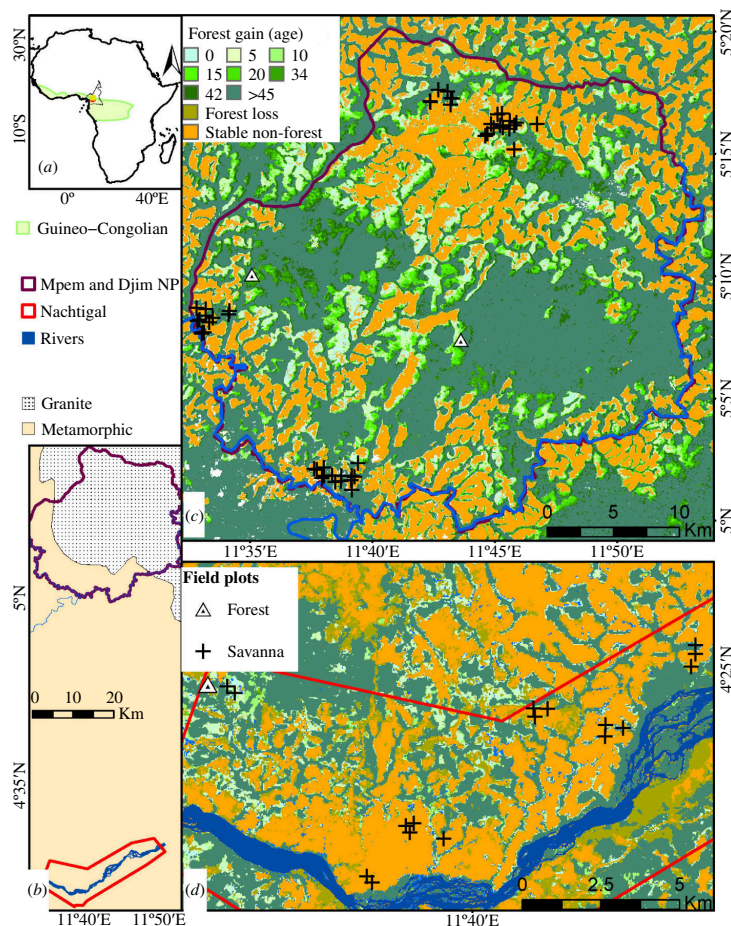 30°N
10°S
(a)
0° 40°E
Guineo–Congolian
Mpem and Djim NP
Nachtigal
Rivers
Granite
Metamorphic
5°N
0 10 20
Km
4°35'N
(b)
11°40'E 11°50'E
Forest gain (age)
0 5 10
15 20 34
42 >45
Forest loss
Stable non-forest
5°20'N
5°15'N
5°10'N
5°5'N
5°N
(c)
0 5 10
Km
11°35'E 11°40'E 11°45'E 11°50'E
Field plots
Forest
Savanna
4°25'N
(d)
0 2.5 5
Km
11°40'E